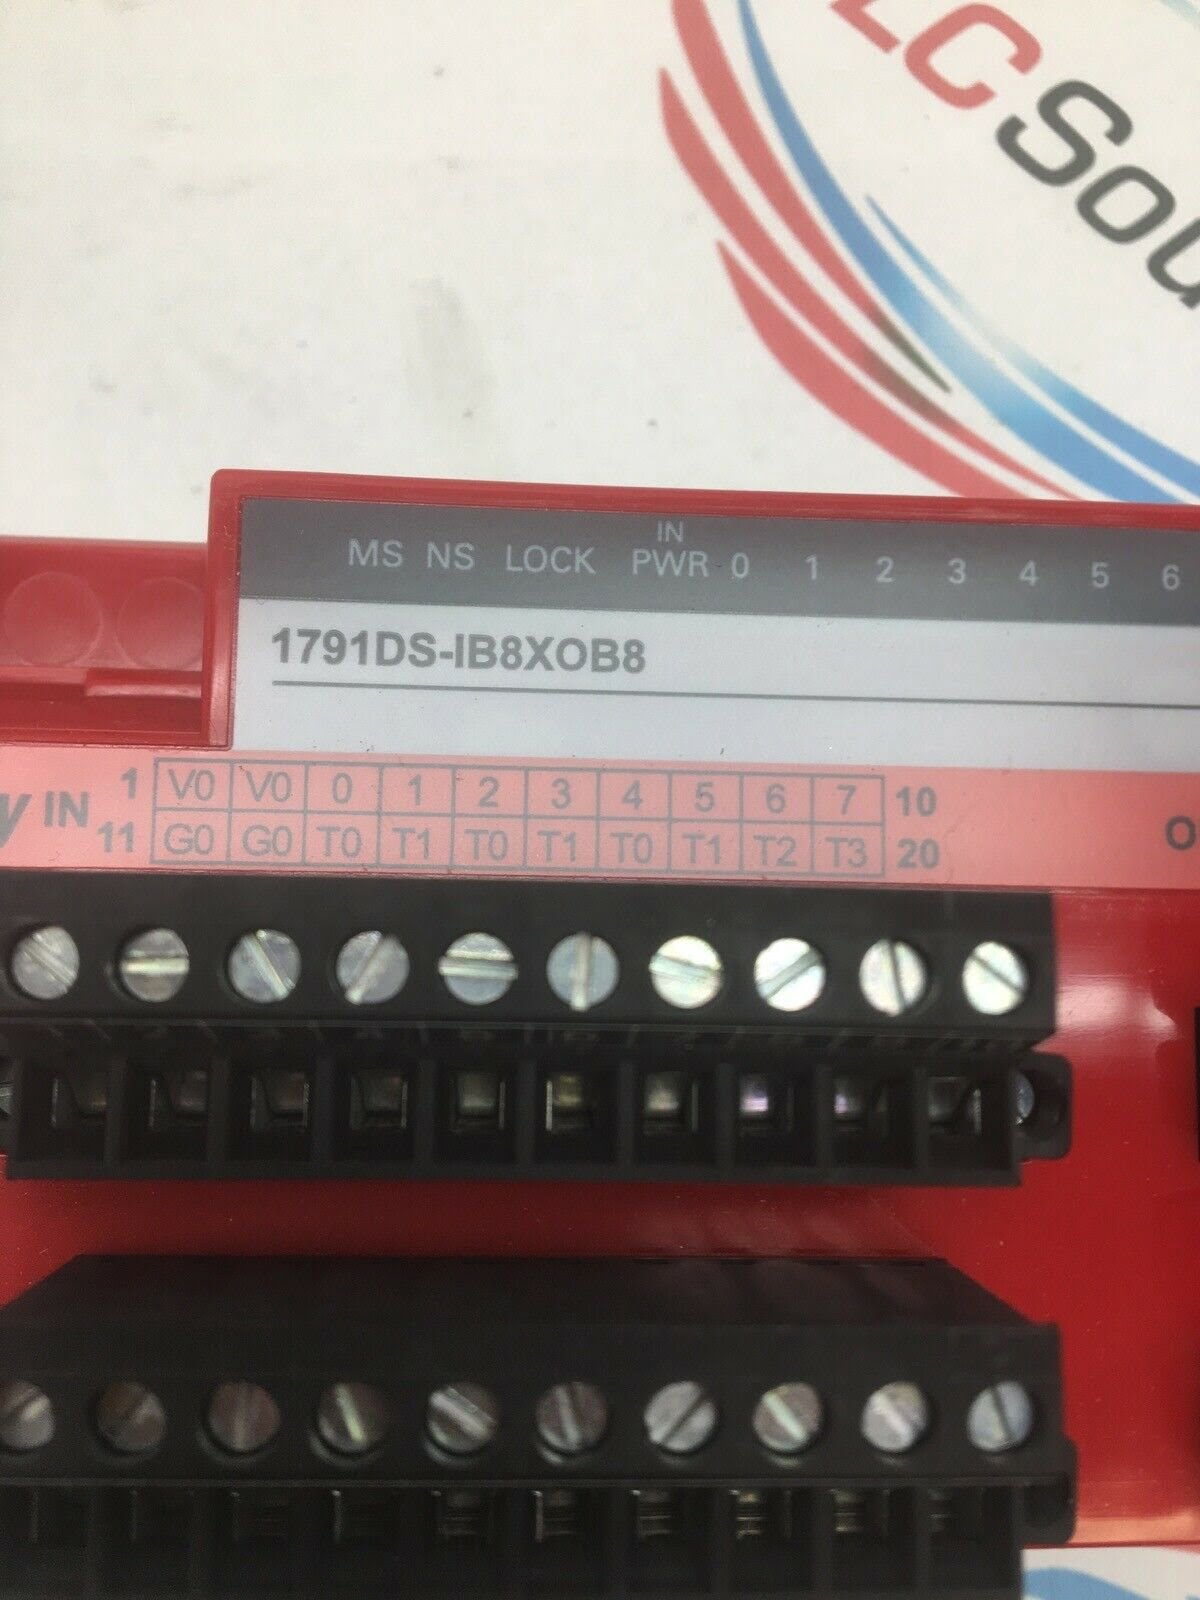 LC
Sou
IN
MS NS LOCK PWR 0 1 2 3 4 5 6
1791DS-IB8XOB8
y IN 1 V0 V0 0 1 2 3 4 5 6 7 10
11 G0 G0 T0 T1 T0 T1 T0 T1 T2 T3 20
O